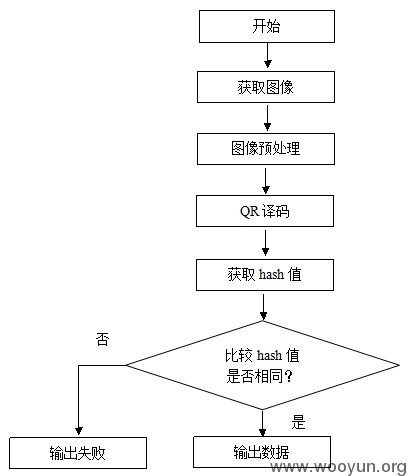 开始
获取图像
图像预处理
QR 译码
获取 hash 值
比较 hash 值
是否相同？
否
是
输出失败
输出数据
www.wooyun.org